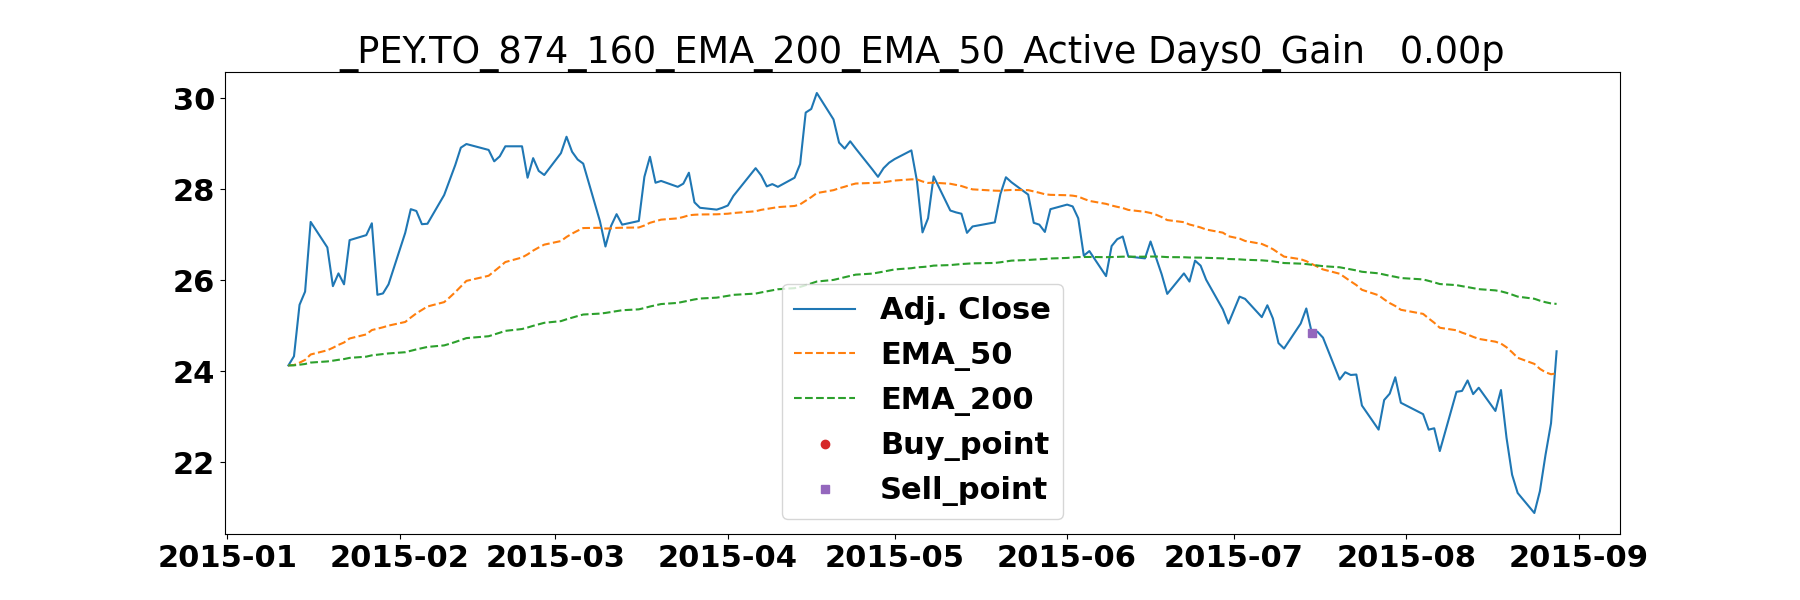 _PEY.TO_874_160_EMA_200_EMA_50_Active Days0_Gain   0.00p
30
28
26
24
22
Adj. Close
EMA_50
EMA_200
Buy_point
Sell_point
2015-01 2015-02 2015-03 2015-04 2015-05 2015-06 2015-07 2015-08 2015-09